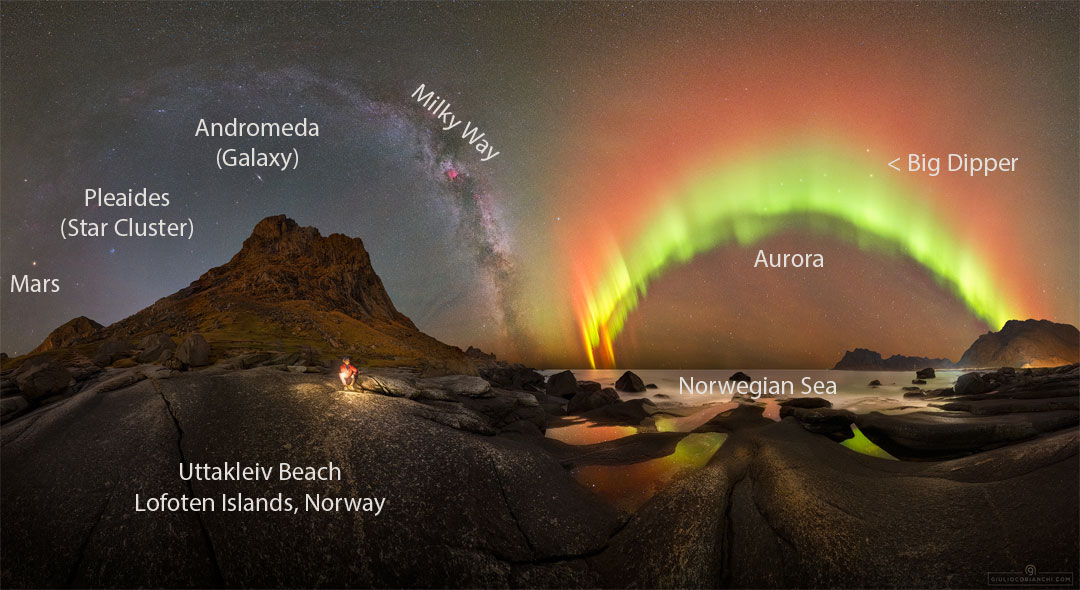 Milky Way
Andromeda
(Galaxy)
< Big Dipper
Pleaides
(Star Cluster)
Aurora
Mars
Norwegian Sea
Uttakleiv Beach
Lofoten Islands, Norway
GIULIOCOBIANCHI.COM